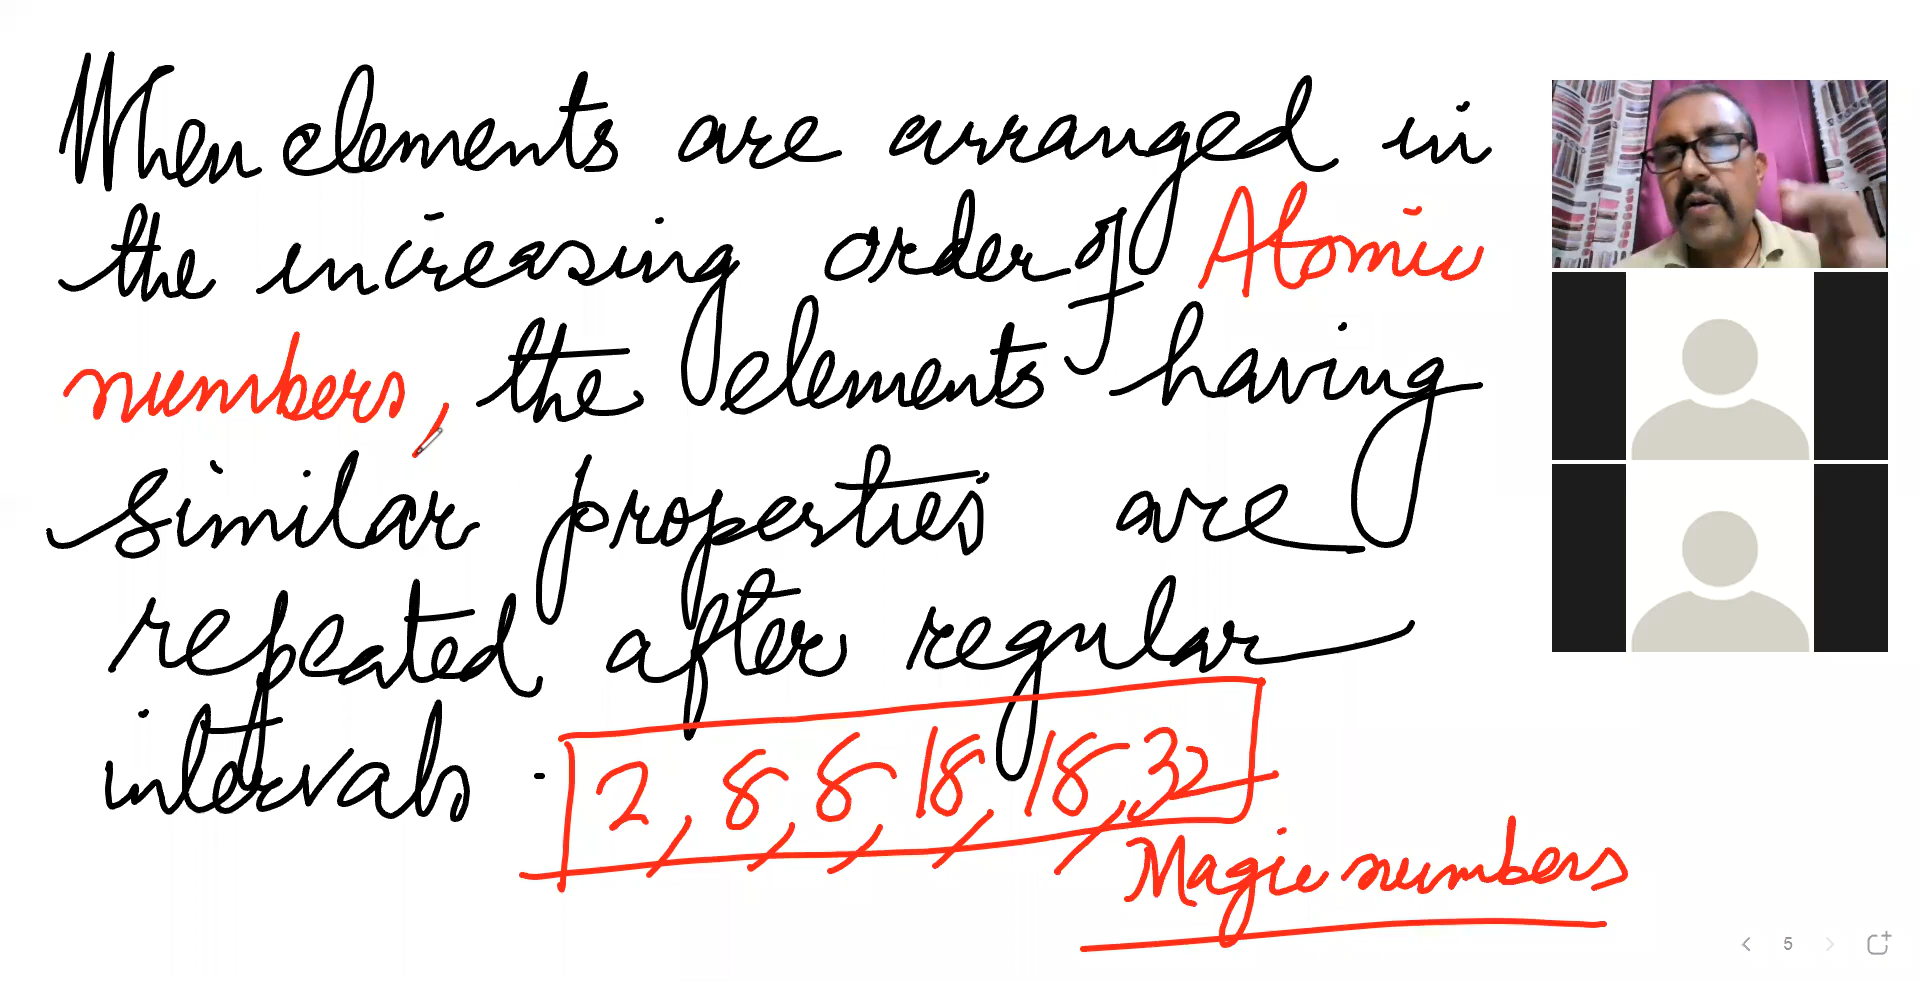 When elements are arranged in
the increasing order of Atomic
numbers, the elements having
similar properties are
repeated after regular
intervals. 2, 8, 8, 18, 18, 32
Magic numbers
5